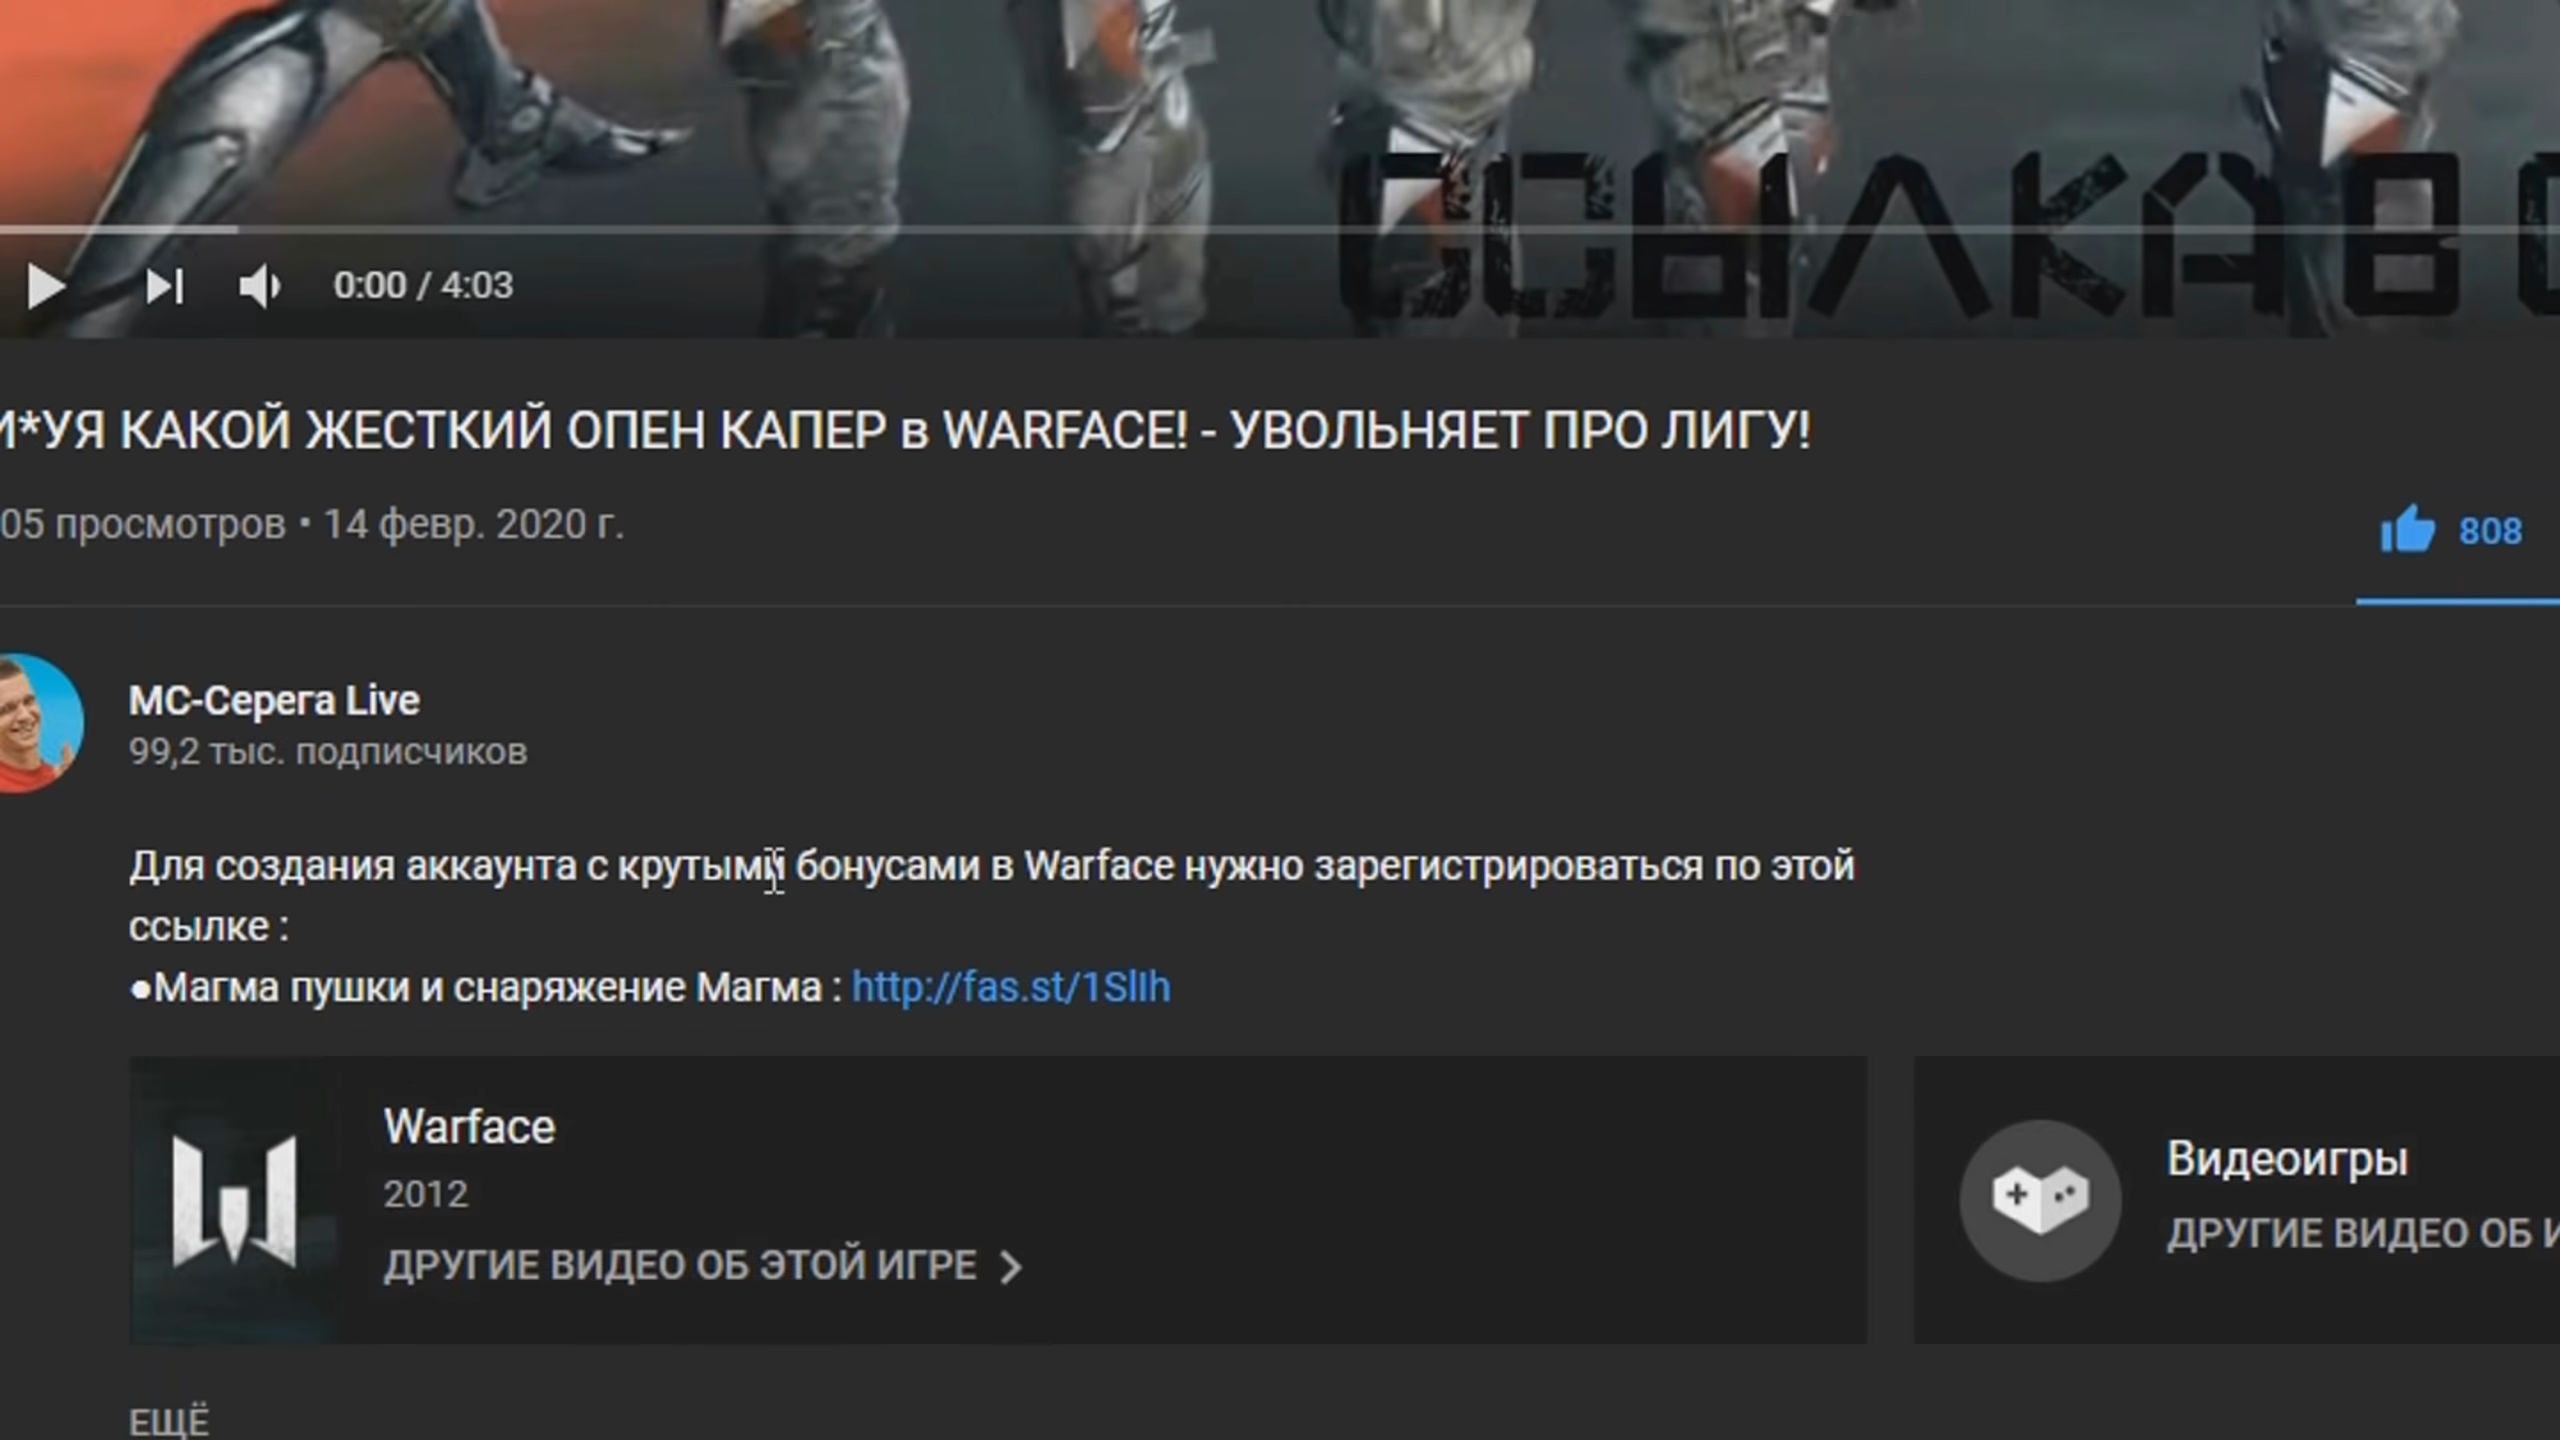 ССЫЛКА В
0:00 / 4:03
И*УЯ КАКОЙ ЖЕСТКИЙ ОПЕН КАПЕР в WARFACE! - УВОЛЬНЯЕТ ПРО ЛИГУ!
05 просмотров • 14 февр. 2020 г.
808
МС-Серега Live
99,2 тыс. подписчиков
Для создания аккаунта с крутыми бонусами в Warface нужно зарегистрироваться по этой
ссылке :
●Магма пушки и снаряжение Магма : http://fas.st/1SlIh
Warface
2012
ДРУГИЕ ВИДЕО ОБ ЭТОЙ ИГРЕ
Видеоигры
ДРУГИЕ ВИДЕО ОБ И
ЕЩЁ